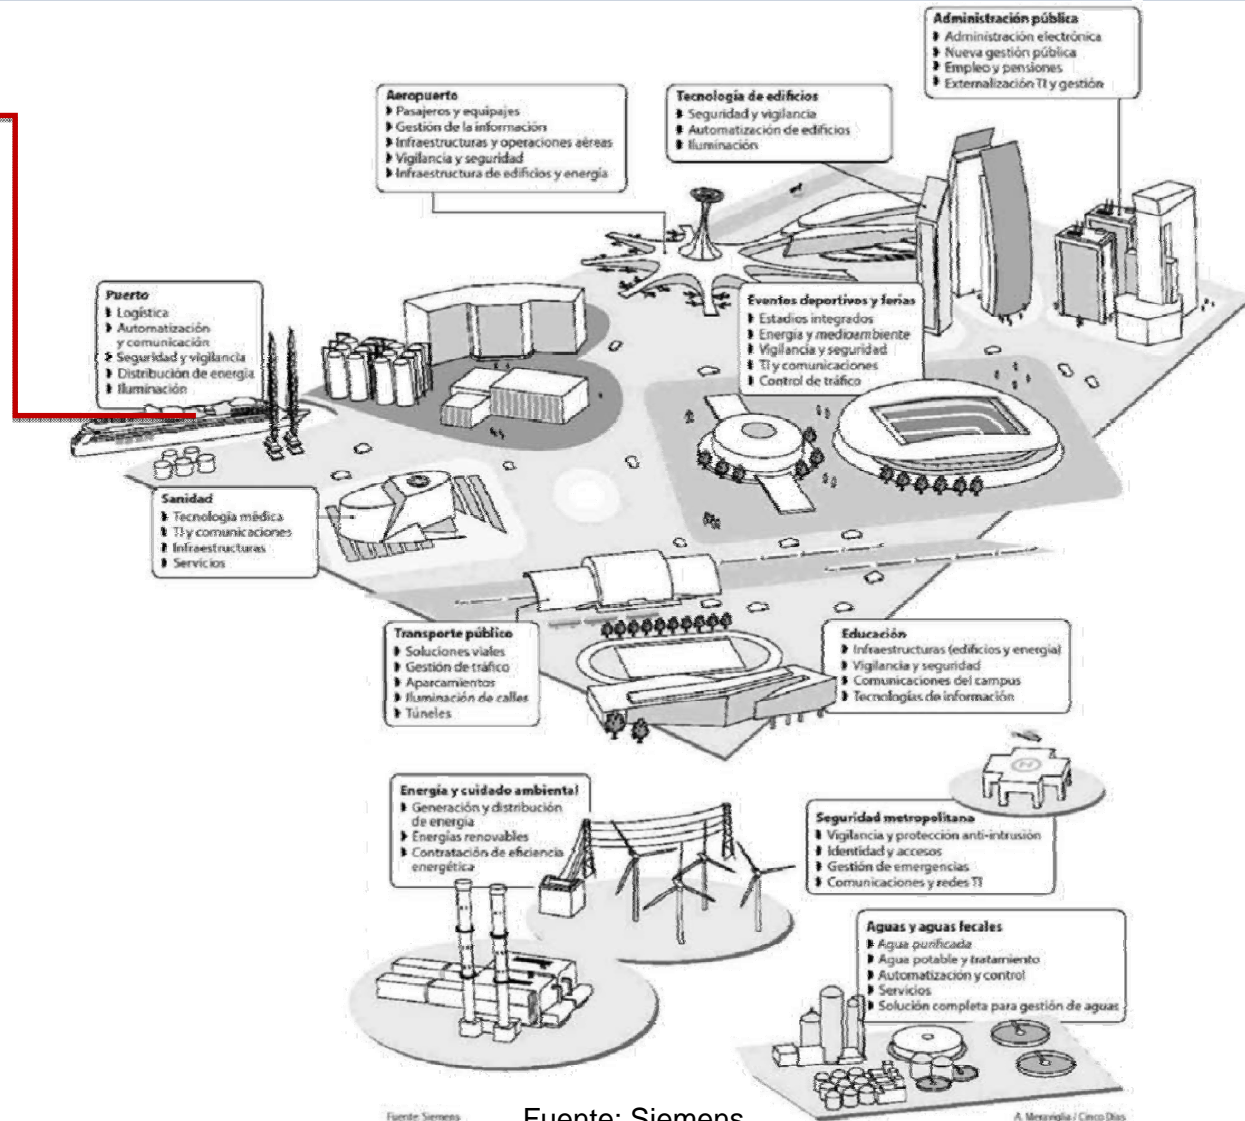 Administración pública
Administración electrónica
Nueva gestión pública
Empleo y pensiones
Externalización TI y gestión
Aeropuerto
Pasajeros y equipajes
Gestión de la información
Infraestructuras y operaciones aéreas
Vigilancia y seguridad
Infraestructura de edificios y energía
Tecnología de edificios
Seguridad y vigilancia
Automatización de edificios
Iluminación
Puerto
Logística
Automatización
y comunicación
Seguridad y vigilancia
Distribución de energía
Iluminación
Eventos deportivos y ferias
Estadios integrados
Energía y medioambiente
Vigilancia y seguridad
TI y comunicaciones
Control de tráfico
Sanidad
Tecnología médica
TI y comunicaciones
Infraestructuras
Servicios
Transporte público
Soluciones viales
Gestión de tráfico
Aparcamientos
Iluminación de calles
Túneles
Educación
Infraestructuras (edificios y energía)
Vigilancia y seguridad
Comunicaciones del campus
Tecnologías de información
Energía y cuidado ambiental
Generación y distribución
de energía
Energías renovables
Contratación de eficiencia
energética
H
Seguridad metropolitana
Vigilancia y protección anti-intrusión
Identidad y accesos
Gestión de emergencias
Comunicaciones y redes TI
Aguas y aguas fecales
Agua purificada
Agua potable y tratamiento
Automatización y control
Servicios
Solución completa para gestión de aguas
Fuente: Siemens
Fuente: Siemens
A. Meraviglia / Cinco Días